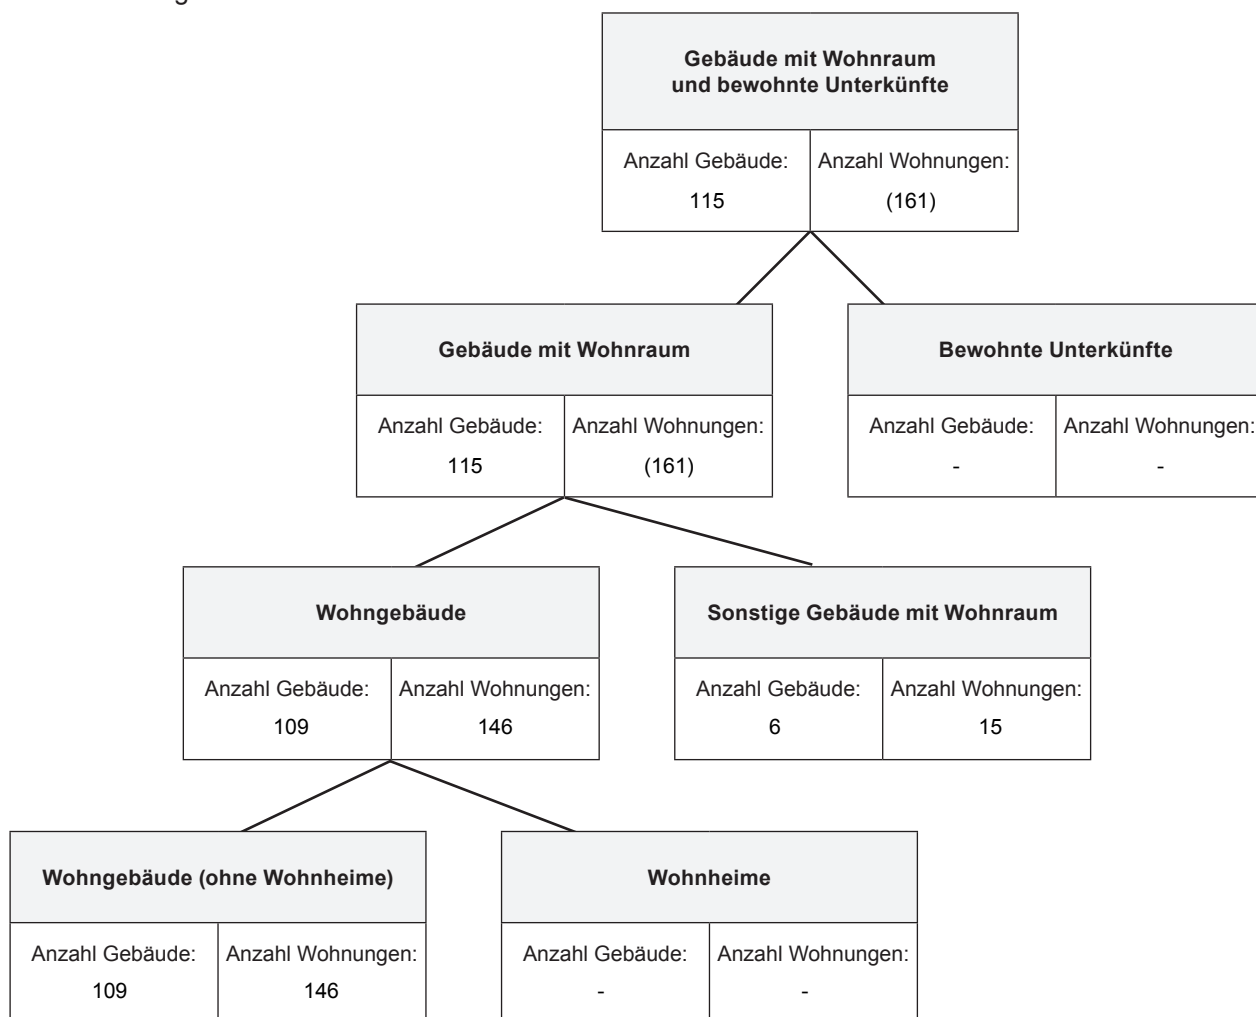 Gebäude mit Wohnraum
und bewohnte Unterkünfte
Anzahl Gebäude: Anzahl Wohnungen:
115 (161)
Gebäude mit Wohnraum
Anzahl Gebäude: Anzahl Wohnungen:
115 (161)
Bewohnte Unterkünfte
Anzahl Gebäude: Anzahl Wohnungen:
- -
Wohngebäude
Anzahl Gebäude: Anzahl Wohnungen:
109 146
Sonstige Gebäude mit Wohnraum
Anzahl Gebäude: Anzahl Wohnungen:
6 15
Wohngebäude (ohne Wohnheime)
Anzahl Gebäude: Anzahl Wohnungen:
109 146
Wohnheime
Anzahl Gebäude: Anzahl Wohnungen:
- -